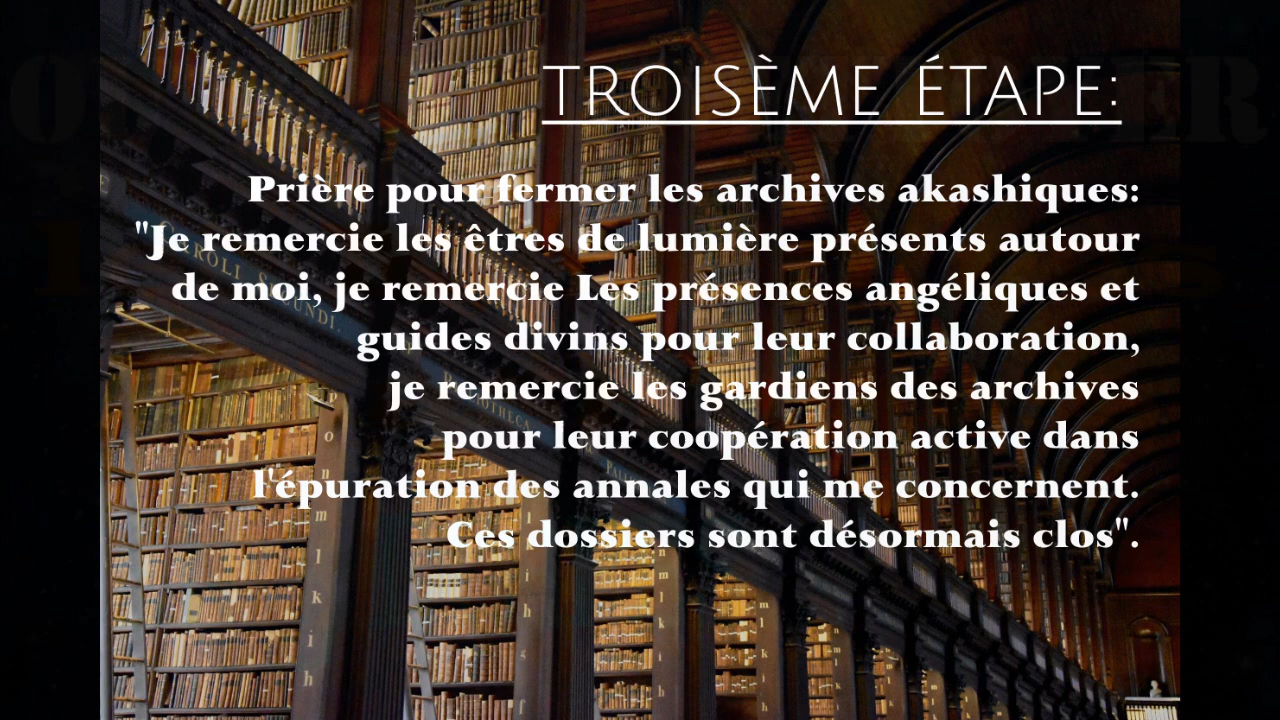 TROISÈME ÉTAPE:
Prière pour fermer les archives akashiques:
"Je remercie les êtres de lumière présents autour
de moi, je remercie Les présences angéliques et
guides divins pour leur collaboration,
je remercie les gardiens des archives
pour leur coopération active dans
l'épuration des annales qui me concernent.
Ces dossiers sont désormais clos".